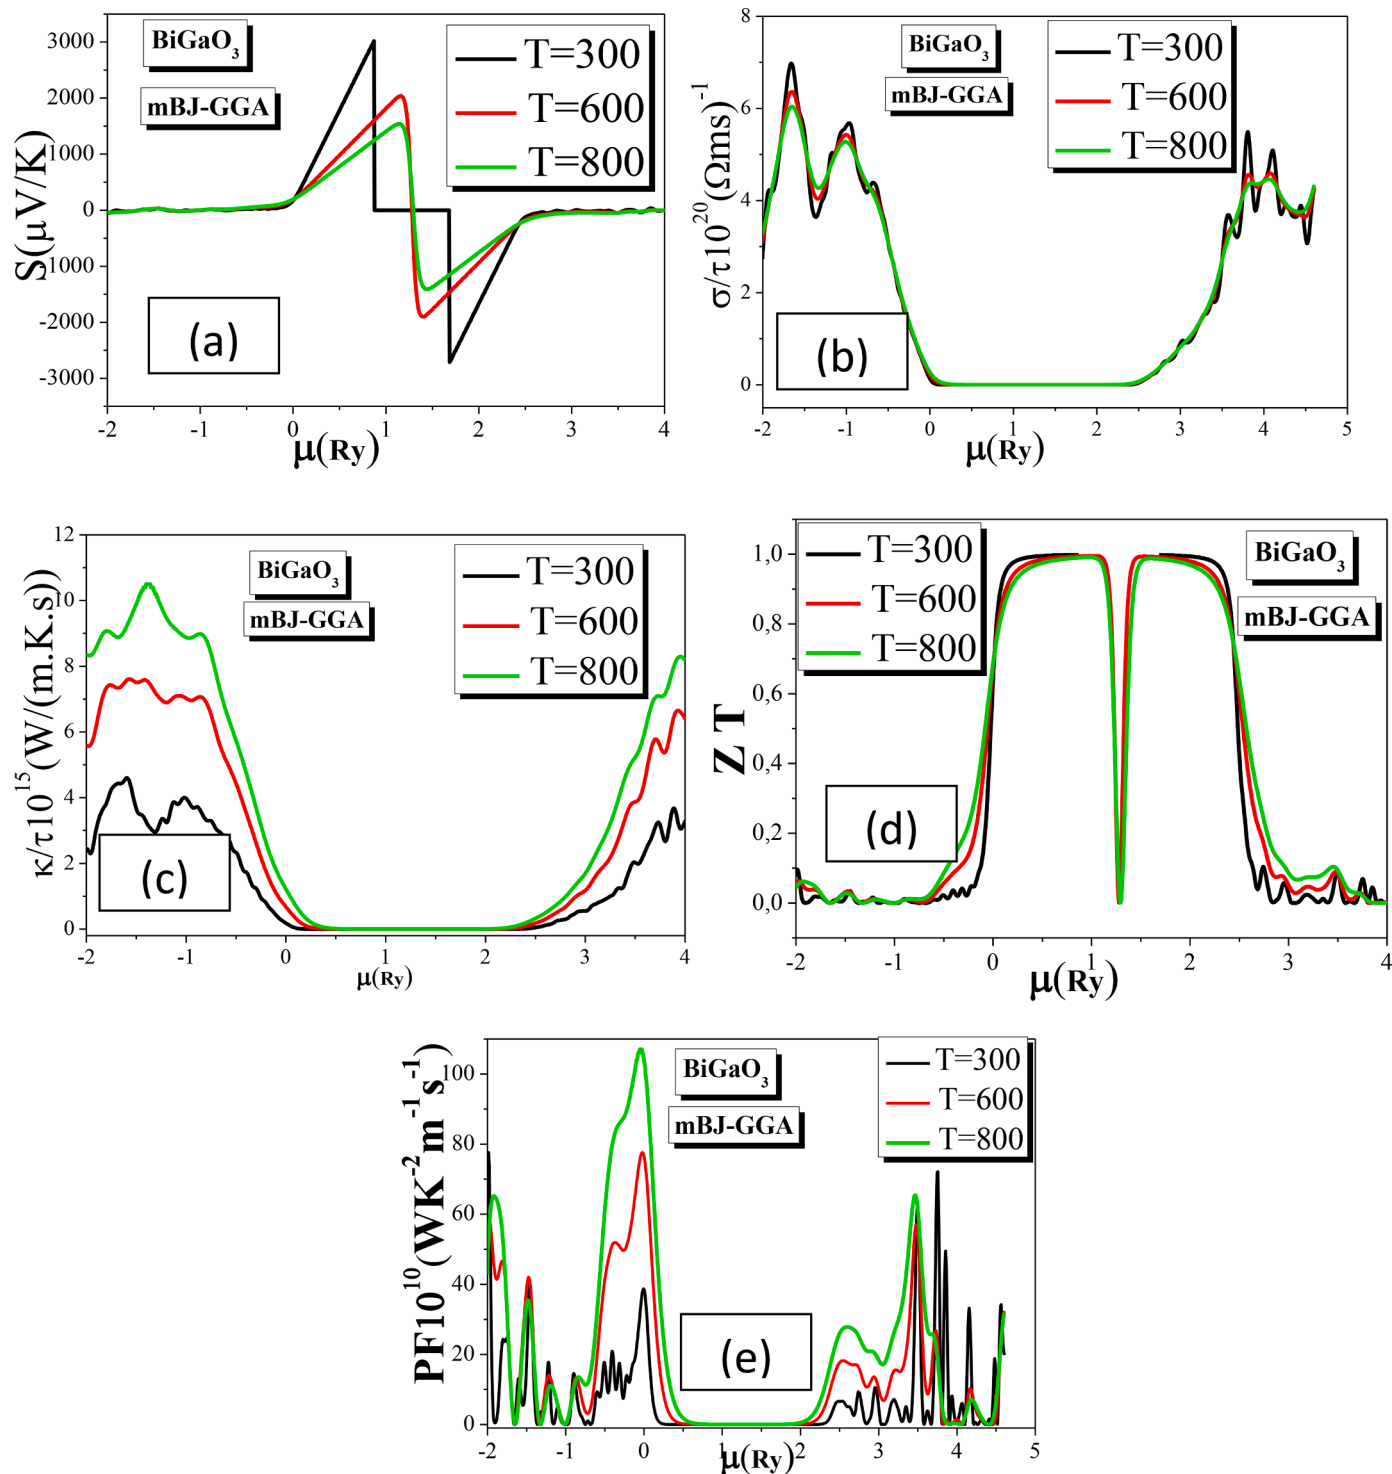 BiGaO3
mBJ-GGA
T=300
T=600
T=800
3000
2000
1000
0
-1000
-2000
-3000
S(μ V/K)
(a)
-2 -1 0 1 2 3 4
μ(Ry)
BiGaO3
mBJ-GGA
T=300
T=600
T=800
8
6
4
2
0
σ/τ10^20(Ωms)^-1
(b)
-2 -1 0 1 2 3 4 5
μ(Ry)
BiGaO3
mBJ-GGA
T=300
T=600
T=800
12
10
8
6
4
2
0
κ/τ10^15(W/(m.K.s)
(c)
-2 -1 0 1 2 3 4
μ(Ry)
T=300
T=600
T=800
BiGaO3
mBJ-GGA
1,0
0,8
0,6
0,4
0,2
0,0
Z T
(d)
-2 -1 0 1 2 3 4
μ(Ry)
BiGaO3
mBJ-GGA
T=300
T=600
T=800
100
80
60
40
20
0
PF10^10(WK^-2m^-1s^-1)
(e)
-2 -1 0 1 2 3 4 5
μ(Ry)